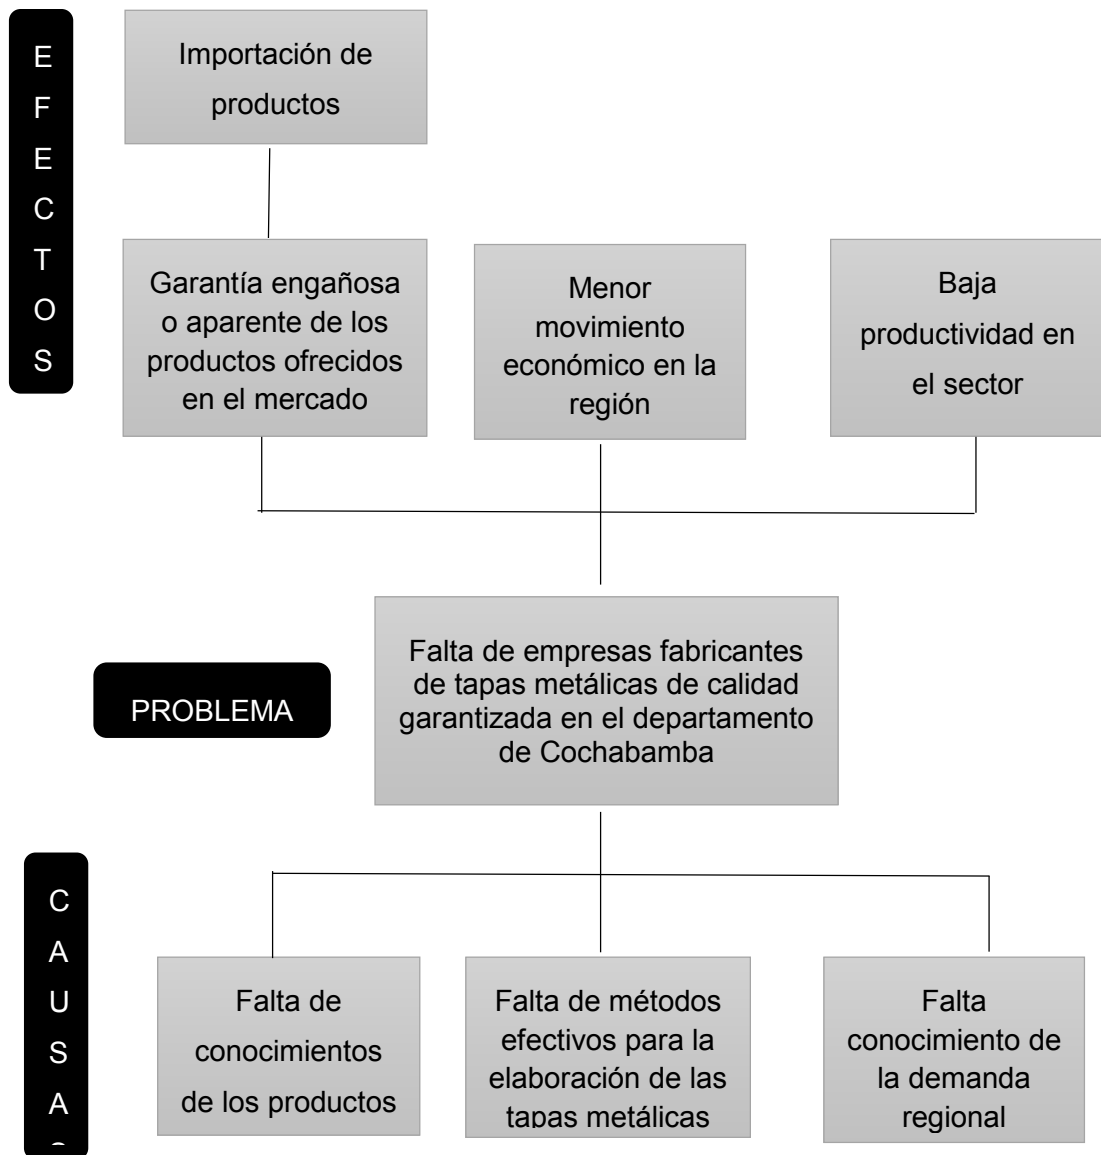 E
F
E
C
T
O
S
Importación de
productos
Garantía engañosa
o aparente de los
productos ofrecidos
en el mercado
Menor
movimiento
económico en la
región
Baja
productividad en
el sector
PROBLEMA
Falta de empresas fabricantes
de tapas metálicas de calidad
garantizada en el departamento
de Cochabamba
C
A
U
S
A
Falta de
conocimientos
de los productos
Falta de métodos
efectivos para la
elaboración de las
tapas metálicas
Falta
conocimiento de
la demanda
regional